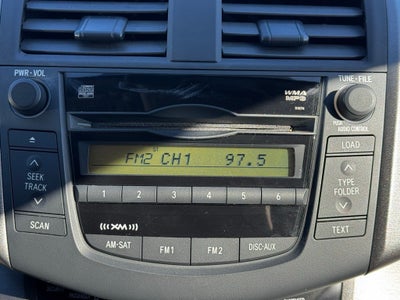 PWR•VOL
TUNE•FILE
WMA
MP3
AUDIO CONTROL
LOAD
ST
FM2 CH1 97.5
SEEK
TRACK
TYPE
FOLDER
1 2 3 4 5 6
SCAN
XM
TEXT
AM•SAT FM1 FM2 DISC•AUX